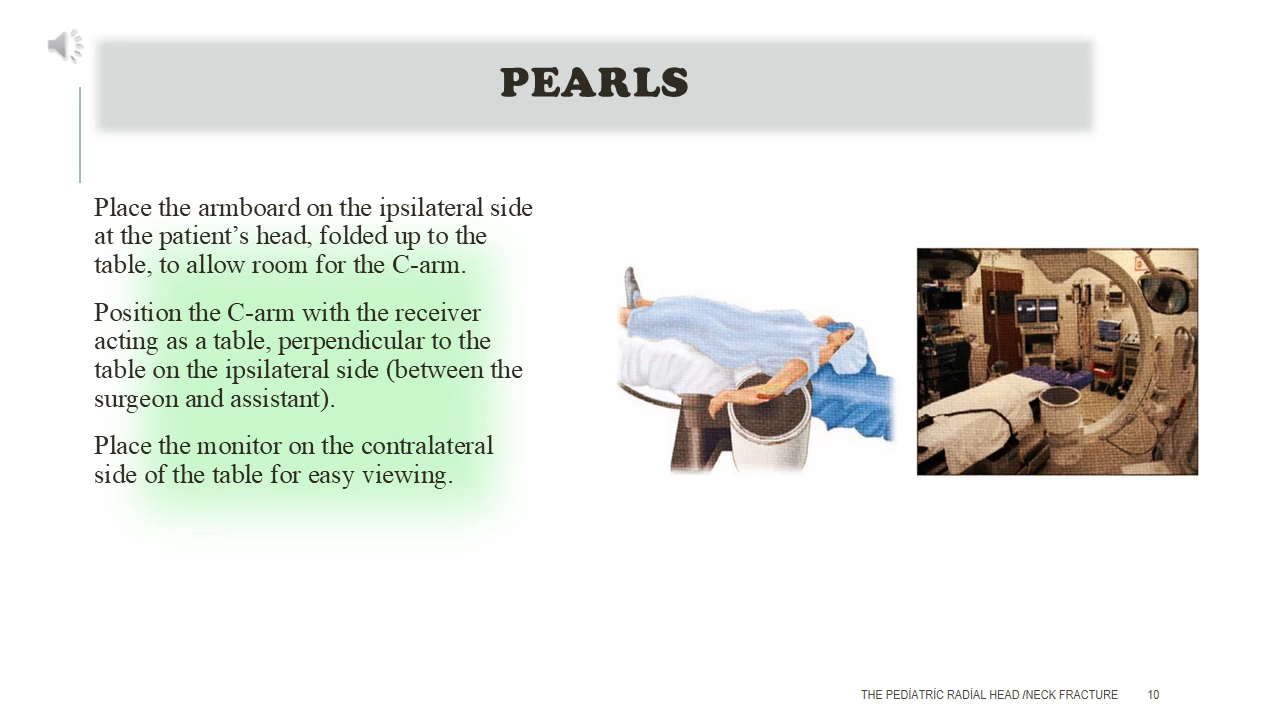 PEARLS
Place the armboard on the ipsilateral side
at the patient’s head, folded up to the
table, to allow room for the C-arm.
Position the C-arm with the receiver
acting as a table, perpendicular to the
table on the ipsilateral side (between the
surgeon and assistant).
Place the monitor on the contralateral
side of the table for easy viewing.
THE PEDİATRİC RADİAL HEAD /NECK FRACTURE 10